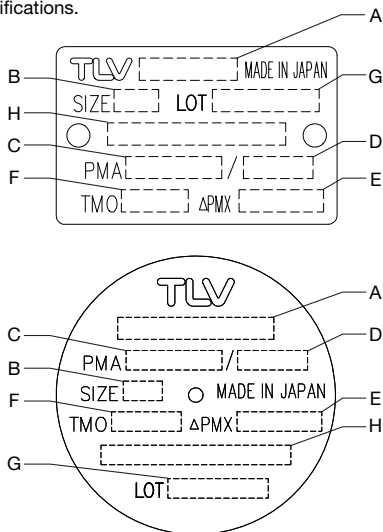 ifications.
A
TLV MADE IN JAPAN
B
G
SIZE LOT
H
C
D
PMA /
F
E
TMO ΔPMX
TLV
A
C
D
PMA /
B
SIZE MADE IN JAPAN
F
E
TMO ΔPMX
H
G
LOT